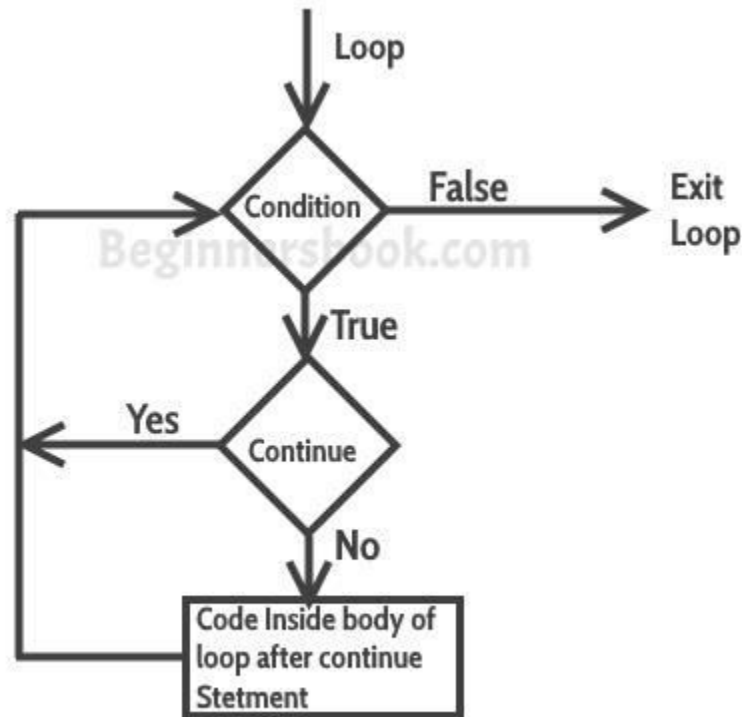 Loop
Condition
False
Exit
Loop
Beginnersbook.com
True
Yes
Continue
No
Code Inside body of
loop after continue
Stetment